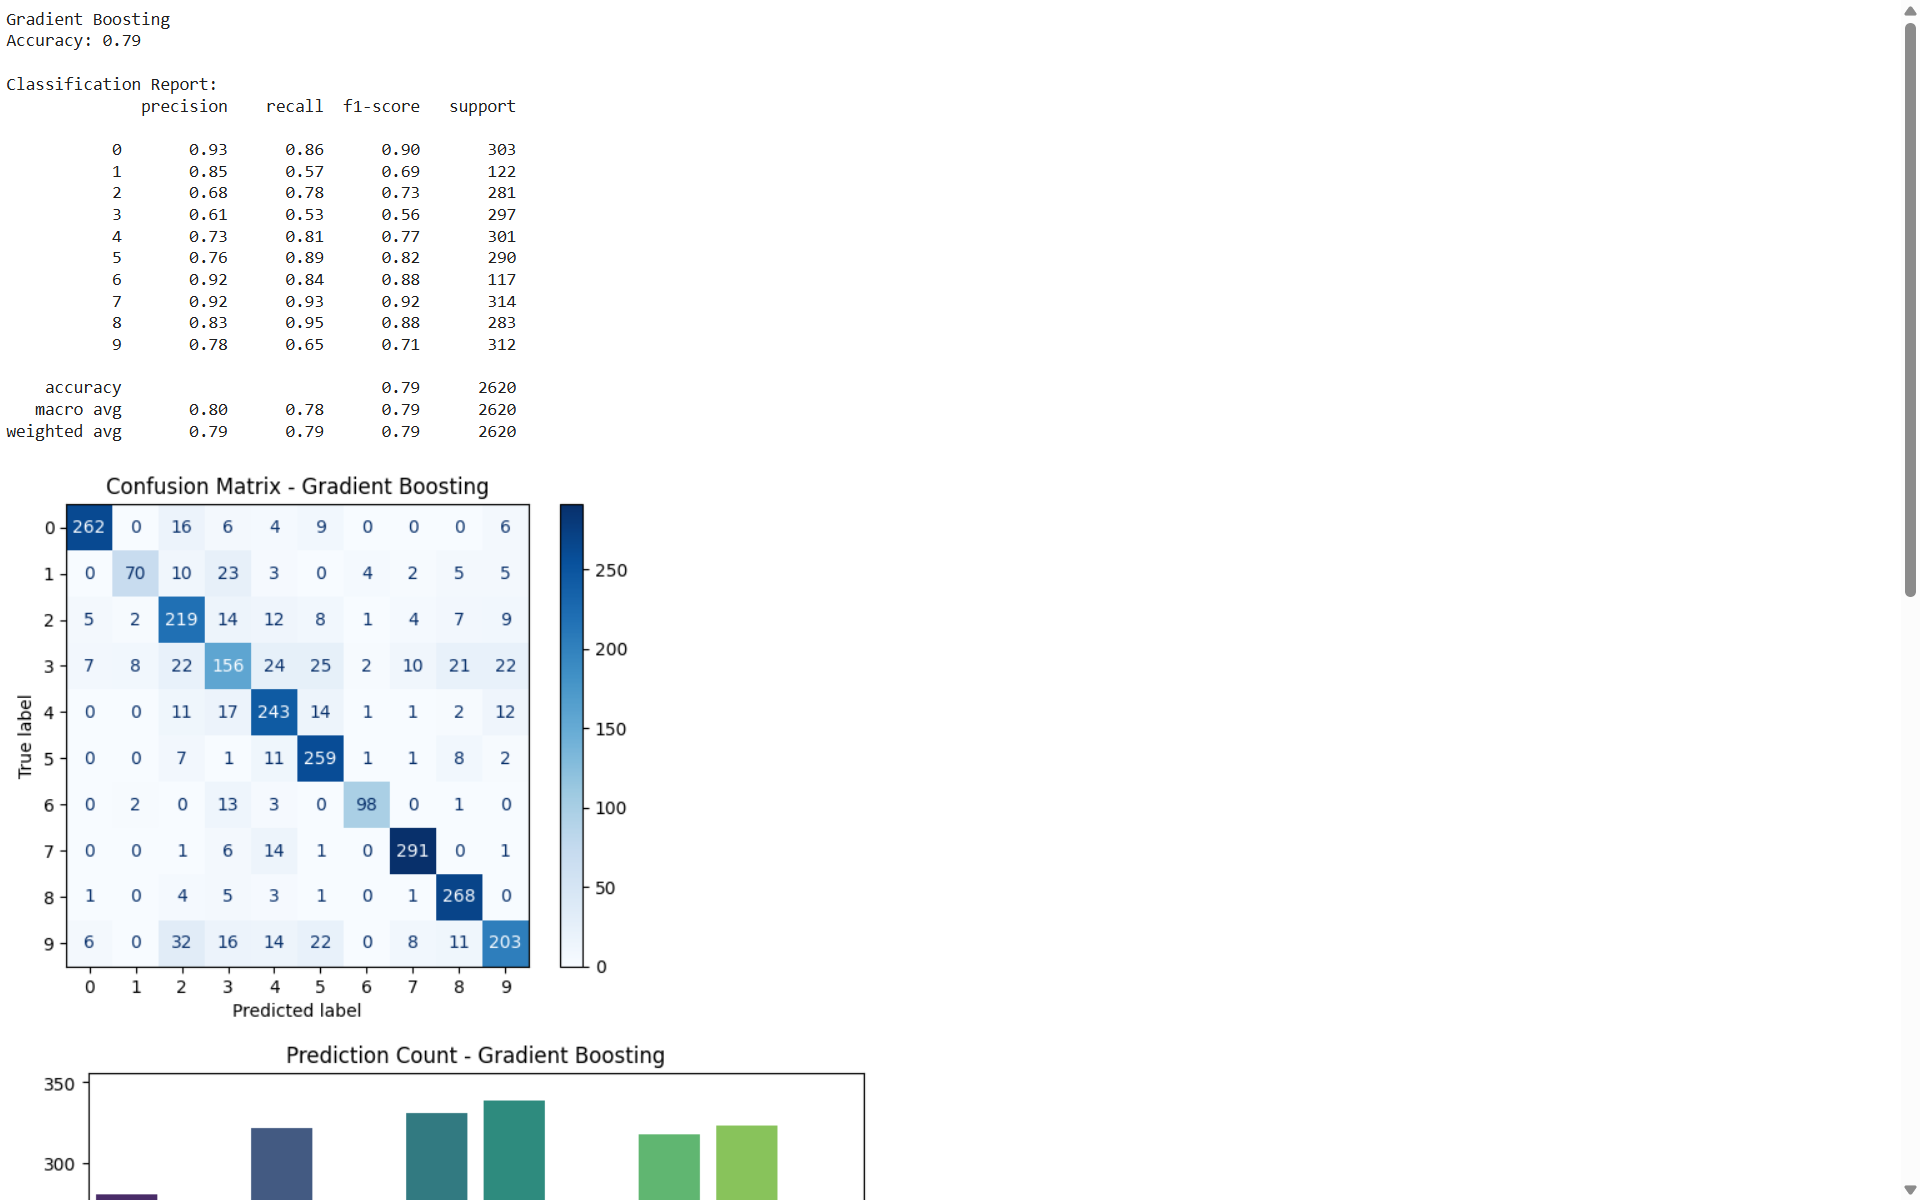 Gradient Boosting
Accuracy: 0.79
Classification Report:
precision recall f1-score support
0 0.93 0.86 0.90 303
1 0.85 0.57 0.69 122
2 0.68 0.78 0.73 281
3 0.61 0.53 0.56 297
4 0.73 0.81 0.77 301
5 0.76 0.89 0.82 290
6 0.92 0.84 0.88 117
7 0.92 0.93 0.92 314
8 0.83 0.95 0.88 283
9 0.78 0.65 0.71 312
accuracy 0.79 2620
macro avg 0.80 0.78 0.79 2620
weighted avg 0.79 0.79 0.79 2620
Confusion Matrix - Gradient Boosting
0 262 0 16 6 4 9 0 0 0 6
1 0 70 10 23 3 0 4 2 5 5
2 5 2 219 14 12 8 1 4 7 9
3 7 8 22 156 24 25 2 10 21 22
4 0 0 11 17 243 14 1 1 2 12
5 0 0 7 1 11 259 1 1 8 2
6 0 2 0 13 3 0 98 0 1 0
7 0 0 1 6 14 1 0 291 0 1
8 1 0 4 5 3 1 0 1 268 0
9 6 0 32 16 14 22 0 8 11 203
0 1 2 3 4 5 6 7 8 9
Predicted label
True label
250
200
150
100
50
0
Prediction Count - Gradient Boosting
350
300